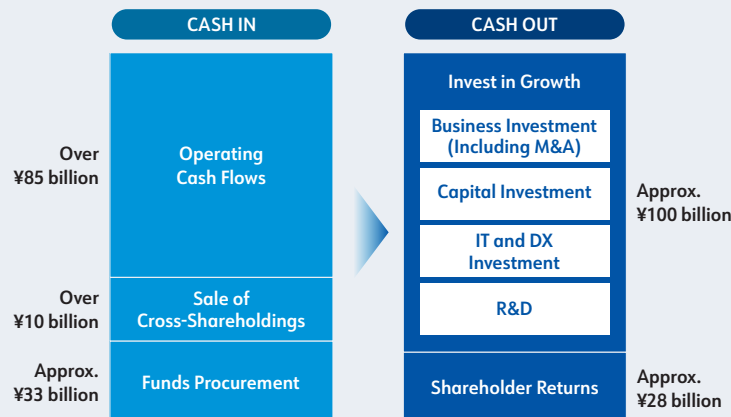 CASH IN
Over
¥85 billion
Operating
Cash Flows
Over
¥10 billion
Sale of
Cross-Shareholdings
Approx.
¥33 billion
Funds Procurement
CASH OUT
Invest in Growth
Business Investment
(Including M&A)
Capital Investment
IT and DX
Investment
R&D
Approx.
¥100 billion
Shareholder Returns
Approx.
¥28 billion